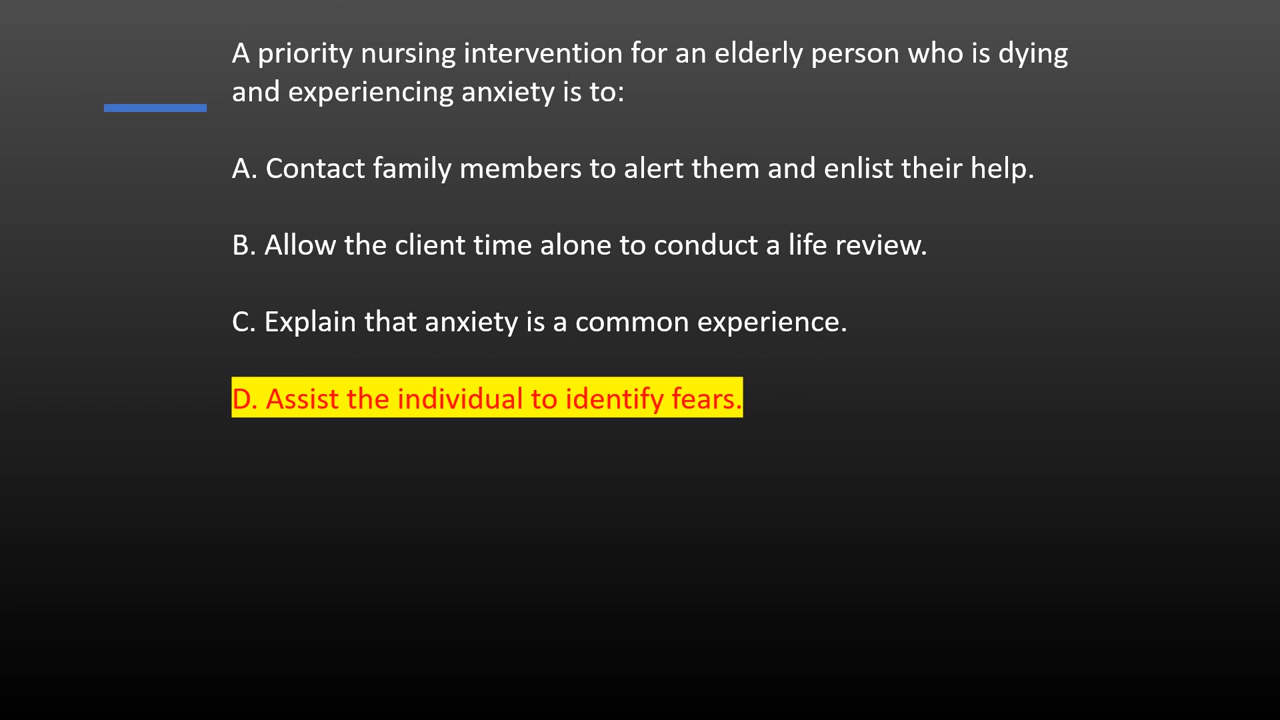 A priority nursing intervention for an elderly person who is dying
and experiencing anxiety is to:
A. Contact family members to alert them and enlist their help.
B. Allow the client time alone to conduct a life review.
C. Explain that anxiety is a common experience.
D. Assist the individual to identify fears.